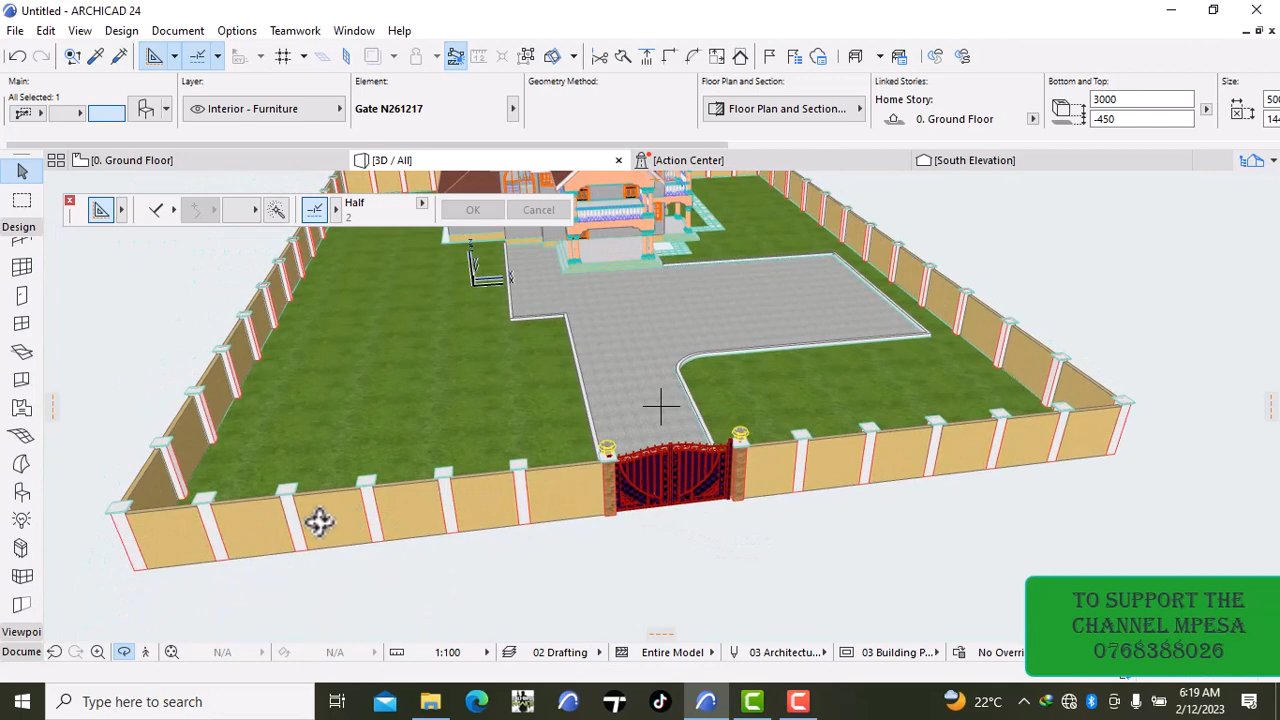 Untitled - ARCHICAD 24
File Edit View Design Document Options Teamwork Window Help
Main: Layer: Element: Geometry Method: Floor Plan and Section: Linked Stories: Bottom and Top: Size:
All Selected: 1 Interior - Furniture Gate N261217 Floor Plan and Section... Home Story: 3000
0. Ground Floor -450
[0. Ground Floor] [3D / All] [Action Center] [South Elevation]
Half
2
OK Cancel
Design
Viewpoi
Docume N/A N/A 1:100 02 Drafting Entire Model 03 Architectu... 03 Building P... No Overri
TO SUPPORT THE
CHANNEL MPESA
0768388026
Type here to search
22°C
6:19 AM
2/12/2023